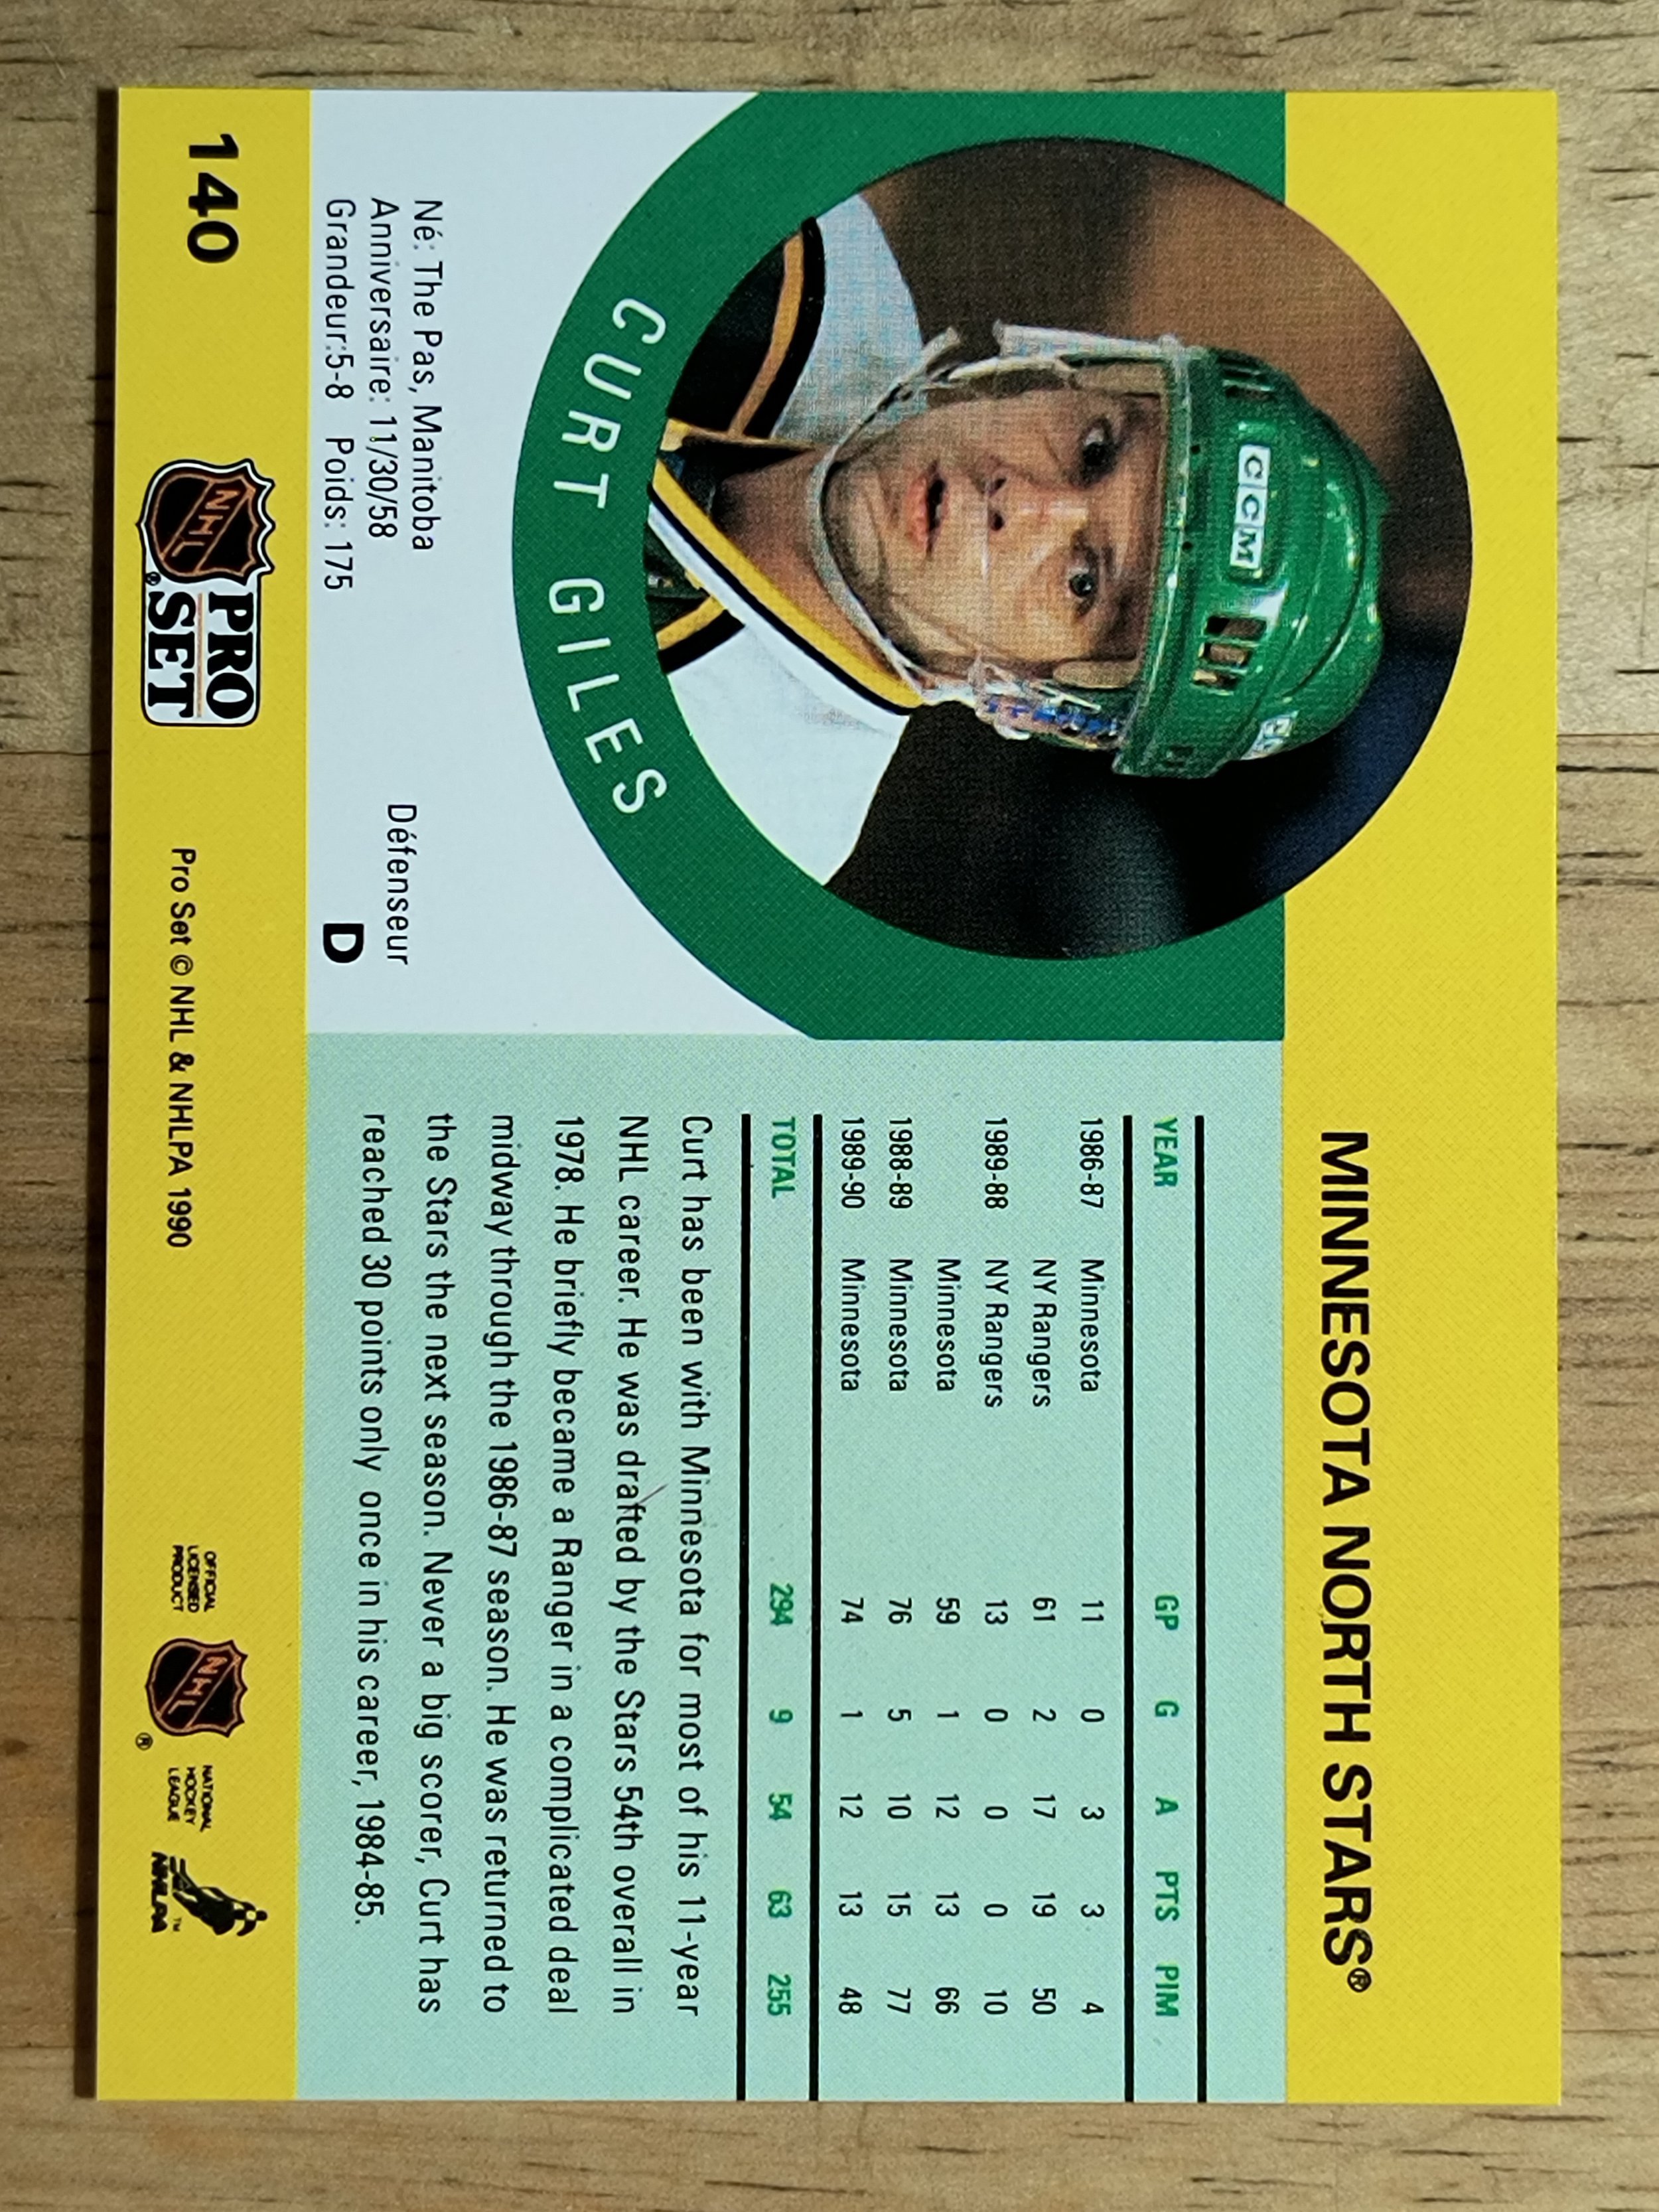 MINNESOTA NORTH STARS®
CCM
CURT GILES
Né: The Pas, Manitoba
Anniversaire: 11/30/58
Grandeur:5-8 Poids: 175
Défenseur
D
YEAR GP G A PTS PIM
1986-87 Minnesota 11 0 3 3 4
NY Rangers 61 2 17 19 50
1989-88 NY Rangers 13 0 0 0 10
Minnesota 59 1 12 13 66
1988-89 Minnesota 76 5 10 15 77
1989-90 Minnesota 74 1 12 13 48
TOTAL 294 9 54 63 255
Curt has been with Minnesota for most of his 11-year
NHL career. He was drafted by the Stars 54th overall in
1978. He briefly became a Ranger in a complicated deal
midway through the 1986-87 season. He was returned to
the Stars the next season. Never a big scorer, Curt has
reached 30 points only once in his career, 1984-85.
140
NHL
®
PRO
SET
Pro Set © NHL & NHLPA 1990
OFFICIAL
LICENSED
PRODUCT
NHL
®
NATIONAL
HOCKEY
LEAGUE
NHLPA
TM